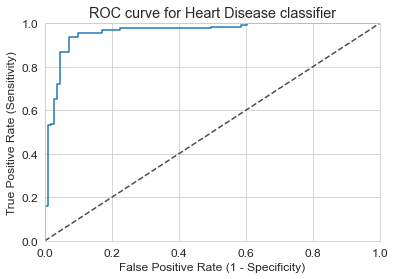 ROC curve for Heart Disease classifier
1.0
0.8
0.6
0.4
0.2
0.0
True Positive Rate (Sensitivity)
0.0 0.2 0.4 0.6 0.8 1.0
False Positive Rate (1 - Specificity)